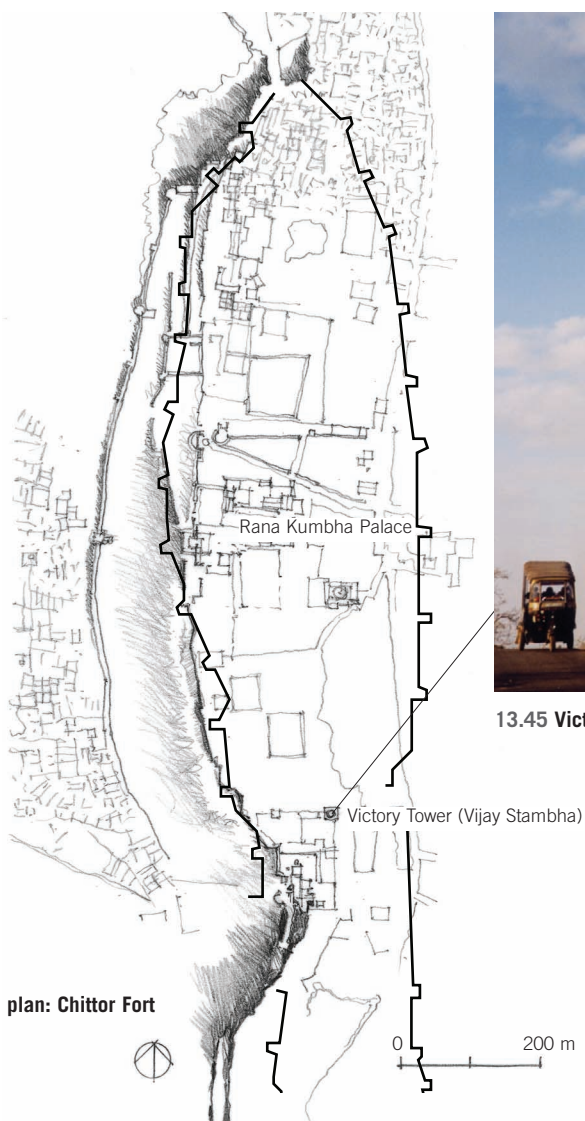 Rana Kumbha Palace
13.45 Vict
Victory Tower (Vijay Stambha)
plan: Chittor Fort
0 200 m